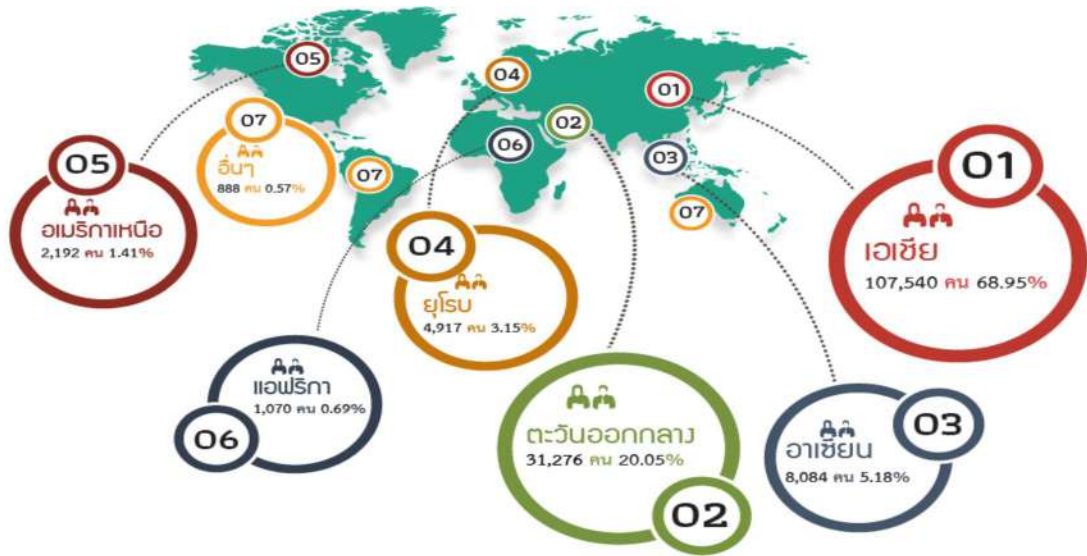 05
04
01
07
02
06
03
07
07
01
เอเชีย
107,540 คน 68.95%
02
ตะวันออกกลาง
31,276 คน 20.05%
03
อาเซียน
8,084 คน 5.18%
04
ยุโรป
4,917 คน 3.15%
05
อเมริกาเหนือ
2,192 คน 1.41%
06
แอฟริกา
1,070 คน 0.69%
อื่นๆ
888 คน 0.57%